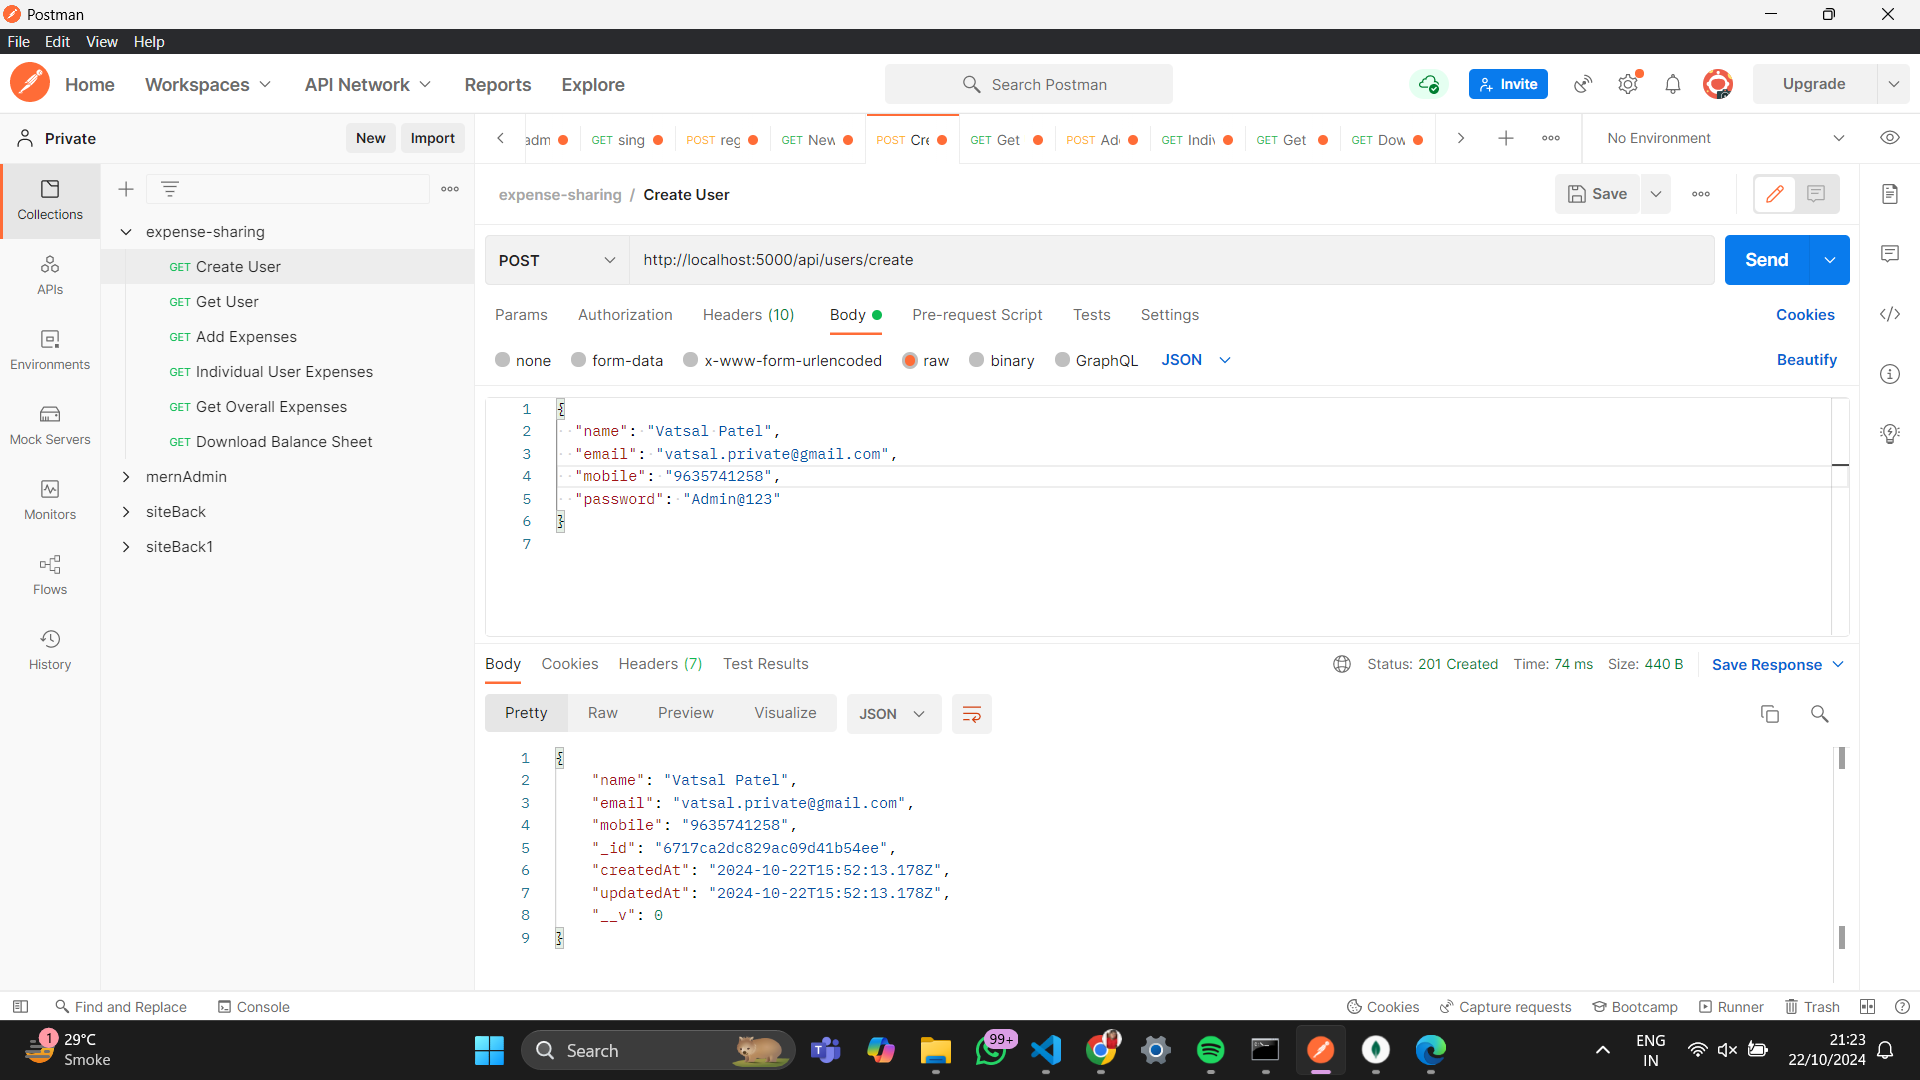 Postman
File Edit View Help
Home Workspaces API Network Reports Explore Search Postman Invite Upgrade
Private New Import adm GET sing POST reg GET New POST Cre GET Get POST Ad GET Indiv GET Get GET Dow No Environment
Collections
APIs
Environments
Mock Servers
Monitors
Flows
History
expense-sharing
GET Create User
GET Get User
GET Add Expenses
GET Individual User Expenses
GET Get Overall Expenses
GET Download Balance Sheet
mernAdmin
siteBack
siteBack1
expense-sharing / Create User Save
POST http://localhost:5000/api/users/create Send
Params Authorization Headers (10) Body Pre-request Script Tests Settings Cookies
none form-data x-www-form-urlencoded raw binary GraphQL JSON Beautify
1 {
2 "name": "Vatsal Patel",
3 "email": "vatsal.private@gmail.com",
4 "mobile": "9635741258",
5 "password": "Admin@123"
6 }
7
Body Cookies Headers (7) Test Results Status: 201 Created Time: 74 ms Size: 440 B Save Response
Pretty Raw Preview Visualize JSON
1 {
2 "name": "Vatsal Patel",
3 "email": "vatsal.private@gmail.com",
4 "mobile": "9635741258",
5 "_id": "6717ca2dc829ac09d41b54ee",
6 "createdAt": "2024-10-22T15:52:13.178Z",
7 "updatedAt": "2024-10-22T15:52:13.178Z",
8 "__v": 0
9 }
Find and Replace Console Cookies Capture requests Bootcamp Runner Trash
1 29°C
Smoke
Search
99+
ENG
IN
21:23
22/10/2024